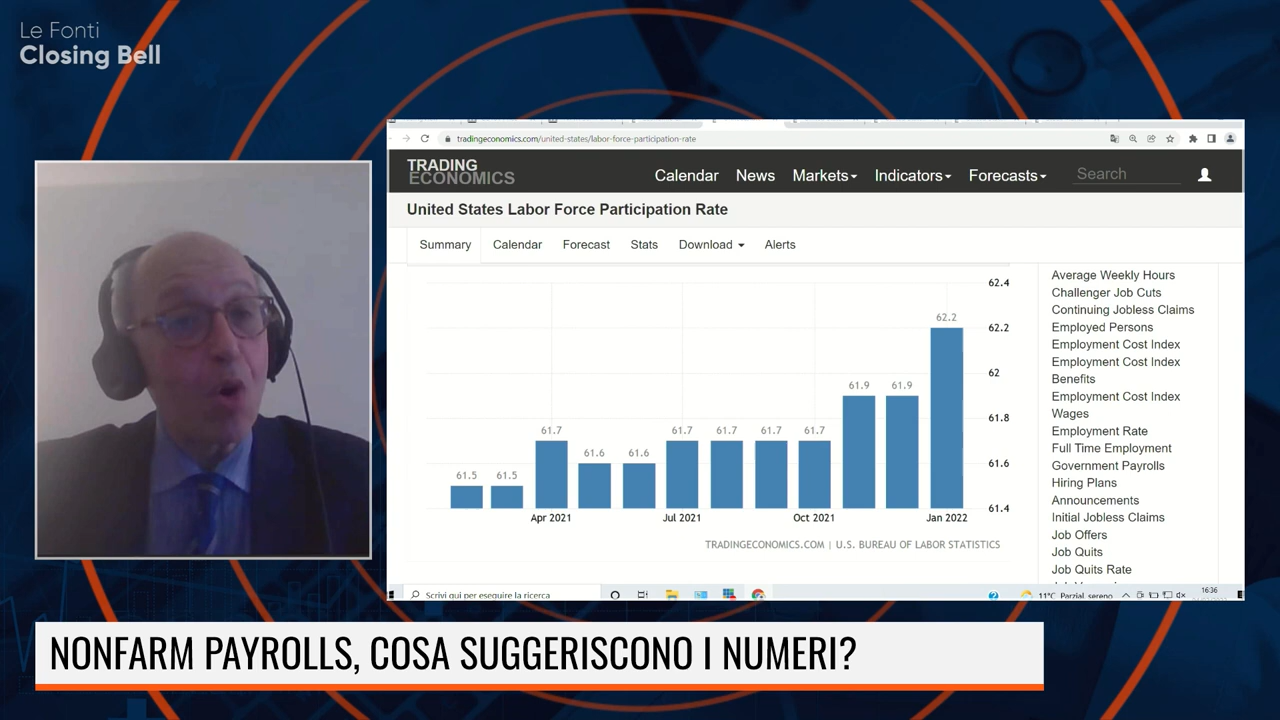 Le Fonti
Closing Bell
tradingeconomics.com/united-states/labor-force-participation-rate
TRADING
ECONOMICS
Calendar News Markets Indicators Forecasts Search
United States Labor Force Participation Rate
Summary Calendar Forecast Stats Download Alerts
62.4
62.2
62
61.8
61.6
61.4
61.5 61.5 61.7 61.6 61.6 61.7 61.7 61.7 61.7 61.9 61.9 62.2
Apr 2021 Jul 2021 Oct 2021 Jan 2022
TRADINGECONOMICS.COM | U.S. BUREAU OF LABOR STATISTICS
Average Weekly Hours
Challenger Job Cuts
Continuing Jobless Claims
Employed Persons
Employment Cost Index
Employment Cost Index
Benefits
Employment Cost Index
Wages
Employment Rate
Full Time Employment
Government Payrolls
Hiring Plans
Announcements
Initial Jobless Claims
Job Offers
Job Quits
Job Quits Rate
Scrivi qui per eseguire la ricerca
11°C Parzial. sereno
16:36
NONFARM PAYROLLS, COSA SUGGERISCONO I NUMERI?